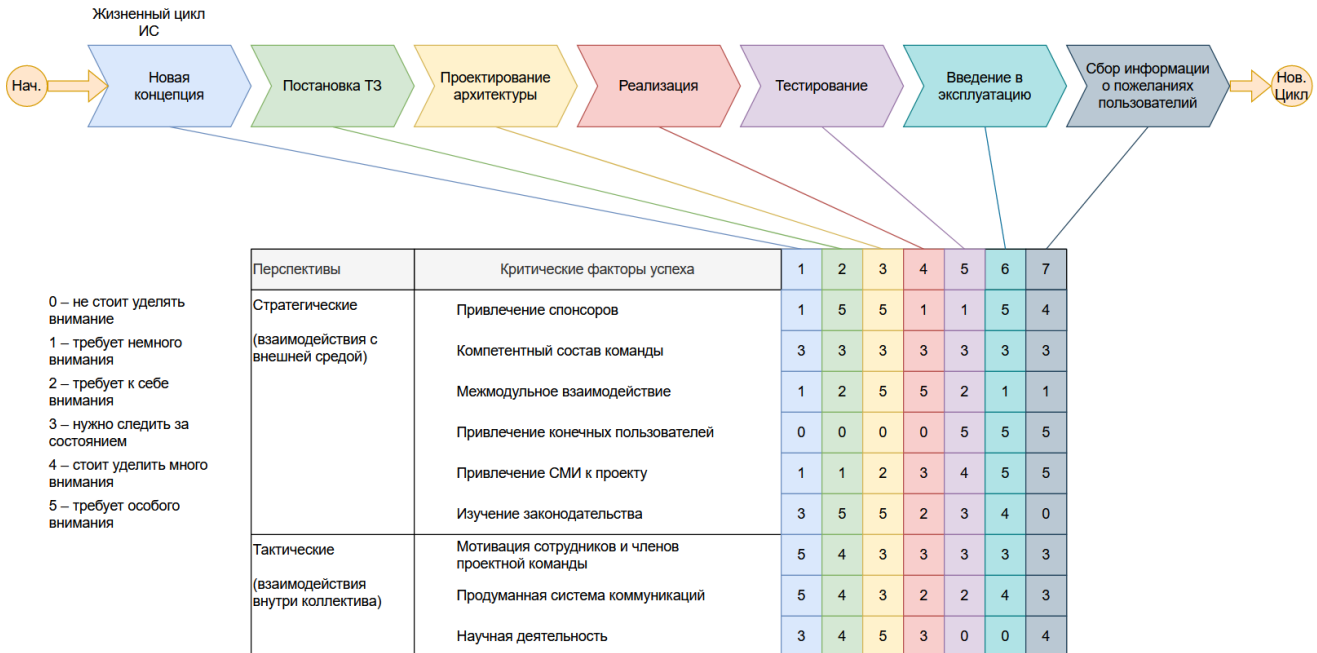 Жизненный цикл
ИС
Нач.
Новая
концепция
Постановка ТЗ
Проектирование
архитектуры
Реализация
Тестирование
Введение в
эксплуатацию
Сбор информации
о пожеланиях
пользователей
Нов.
Цикл
0 – не стоит уделять
внимание
1 – требует немного
внимания
2 – требует к себе
внимания
3 – нужно следить за
состоянием
4 – стоит уделить много
внимания
5 – требует особого
внимания
Перспективы Критические факторы успеха 1 2 3 4 5 6 7
Стратегические
(взаимодействия с
внешней средой)
Привлечение спонсоров 1 5 5 1 1 5 4
Компетентный состав команды 3 3 3 3 3 3 3
Межмодульное взаимодействие 1 2 5 5 2 1 1
Привлечение конечных пользователей 0 0 0 0 5 5 5
Привлечение СМИ к проекту 1 1 2 3 4 5 5
Изучение законодательства 3 5 5 2 3 4 0
Тактические
(взаимодействия
внутри коллектива)
Мотивация сотрудников и членов
проектной команды 5 4 3 3 3 3 3
Продуманная система коммуникаций 5 4 3 2 2 4 3
Научная деятельность 3 4 5 3 0 0 4